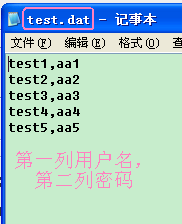 test.dat - 记事本
文件(F) 编辑(E) 格式(O) 查
test1,aa1
test2,aa2
test3,aa3
test4,aa4
test5,aa5
第一列用户名，
第二列密码